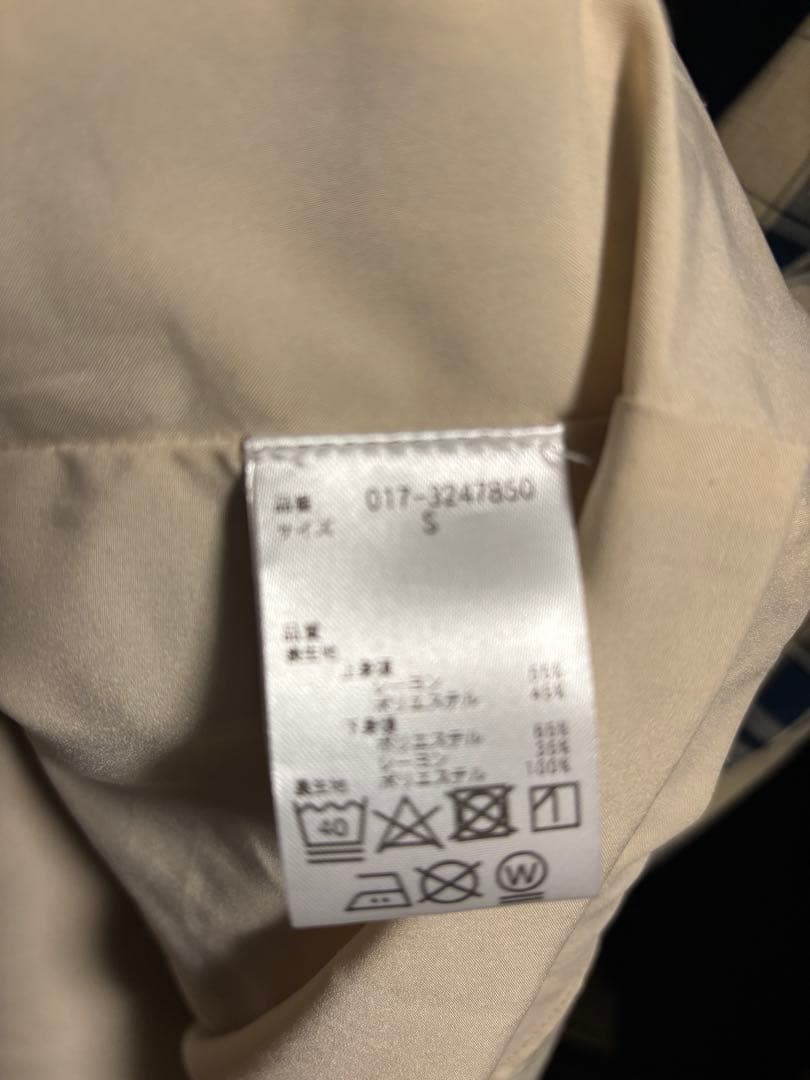 品番 017-3247850
サイズ S
品質
表生地
上身頃
レーヨン 55%
ポリエステル 45%
下身頃
ポリエステル 65%
レーヨン 35%
裏生地 ポリエステル 100%
40
W